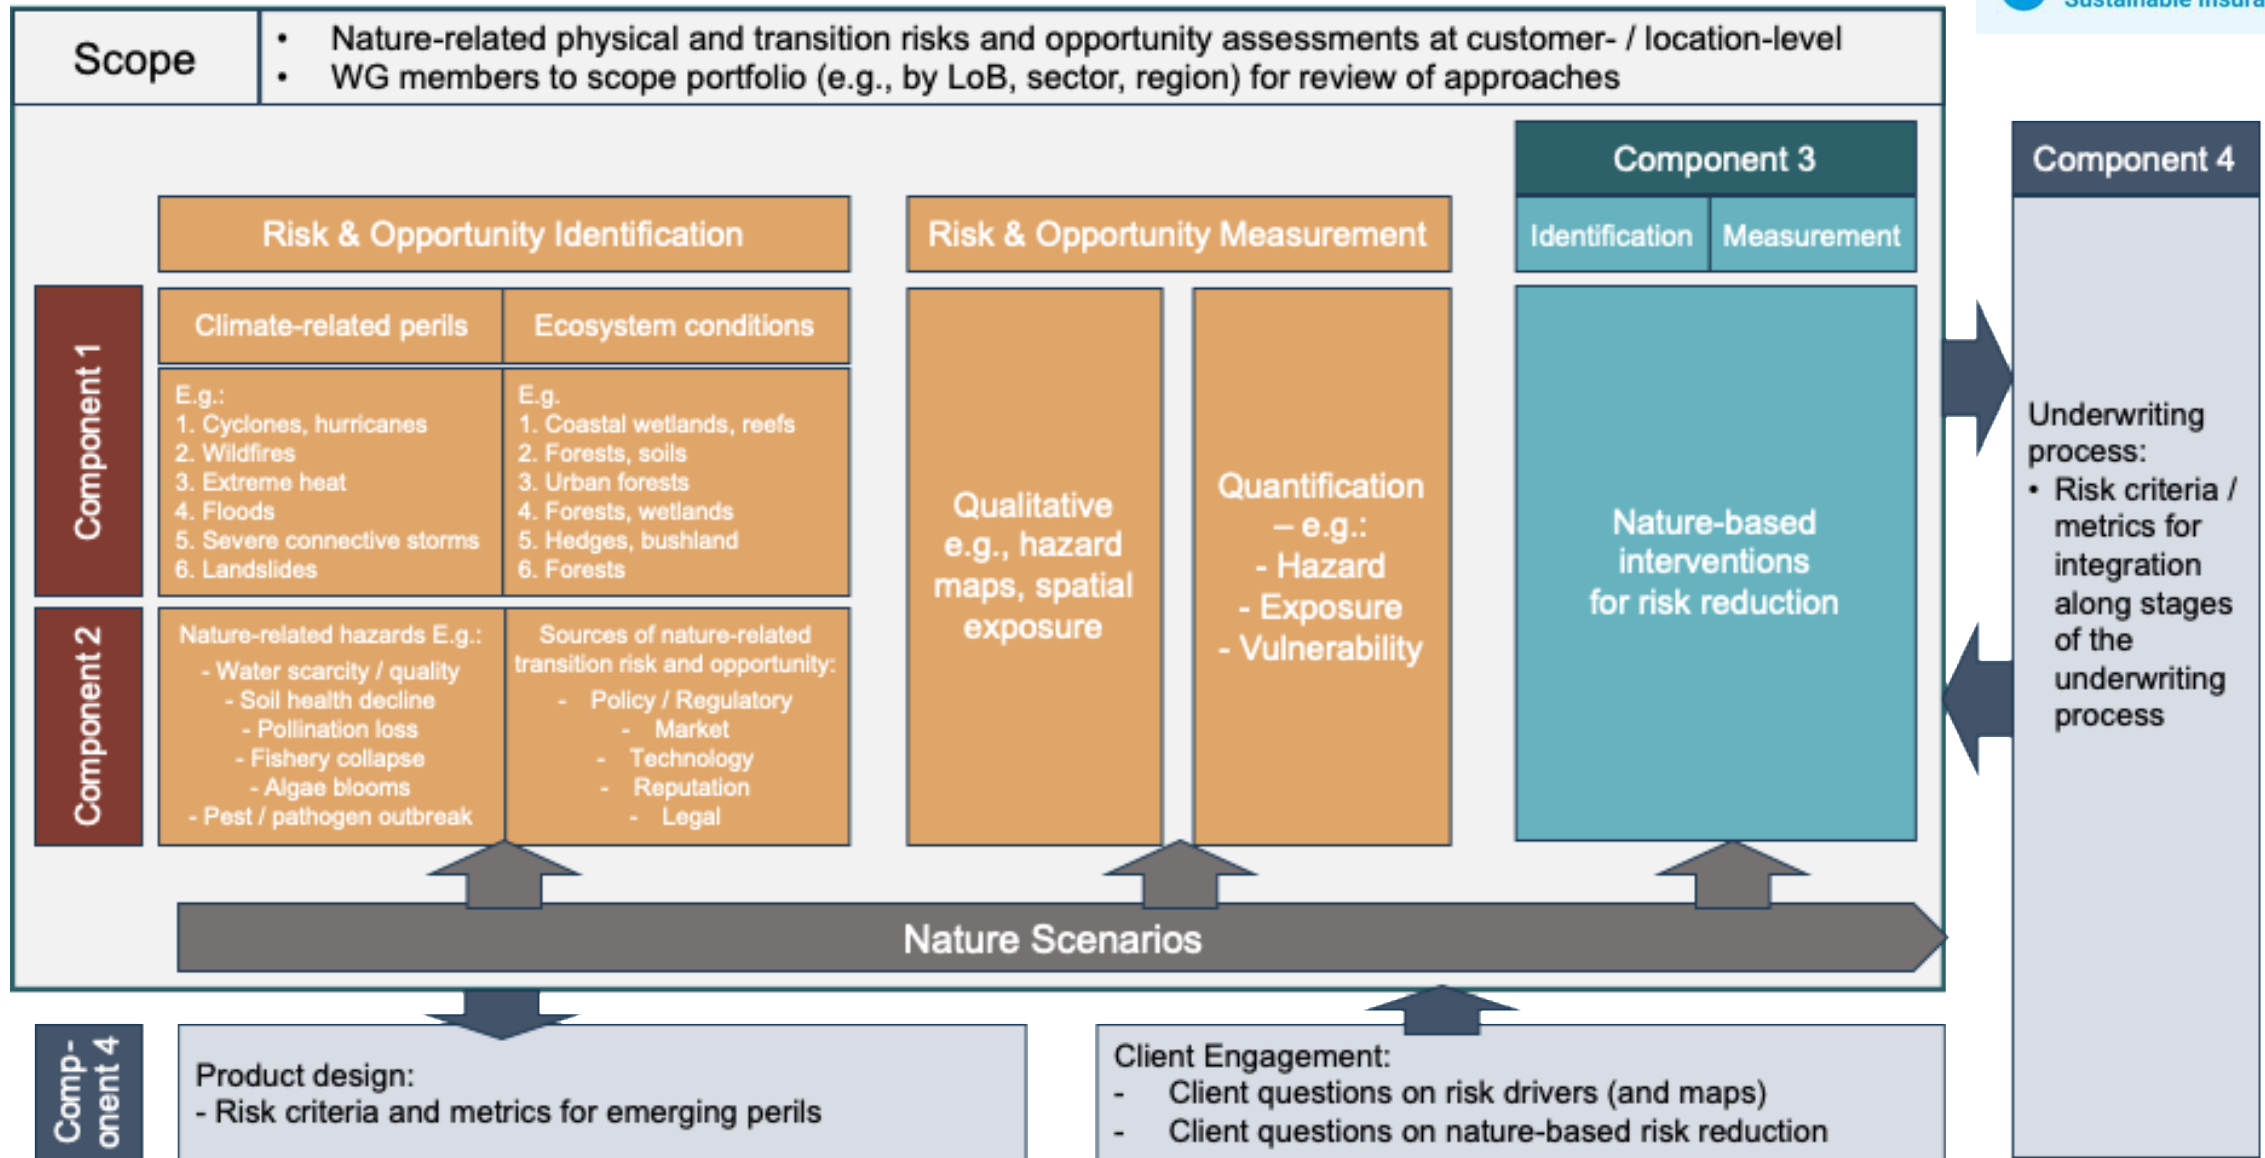 Sustainable Insura
Scope
• Nature-related physical and transition risks and opportunity assessments at customer- / location-level
• WG members to scope portfolio (e.g., by LoB, sector, region) for review of approaches
Component 3
Identification
Measurement
Component 4
Risk & Opportunity Identification
Risk & Opportunity Measurement
Component 1
Climate-related perils
Ecosystem conditions
E.g.:
1. Cyclones, hurricanes
2. Wildfires
3. Extreme heat
4. Floods
5. Severe connective storms
6. Landslides
E.g.
1. Coastal wetlands, reefs
2. Forests, soils
3. Urban forests
4. Forests, wetlands
5. Hedges, bushland
6. Forests
Component 2
Nature-related hazards E.g.:
- Water scarcity / quality
- Soil health decline
- Pollination loss
- Fishery collapse
- Algae blooms
- Pest / pathogen outbreak
Sources of nature-related
transition risk and opportunity:
- Policy / Regulatory
- Market
- Technology
- Reputation
- Legal
Qualitative
e.g., hazard
maps, spatial
exposure
Quantification
– e.g.:
- Hazard
- Exposure
- Vulnerability
Nature-based
interventions
for risk reduction
Underwriting
process:
• Risk criteria /
metrics for
integration
along stages
of the
underwriting
process
Nature Scenarios
Comp-
onent 4
Product design:
- Risk criteria and metrics for emerging perils
Client Engagement:
- Client questions on risk drivers (and maps)
- Client questions on nature-based risk reduction